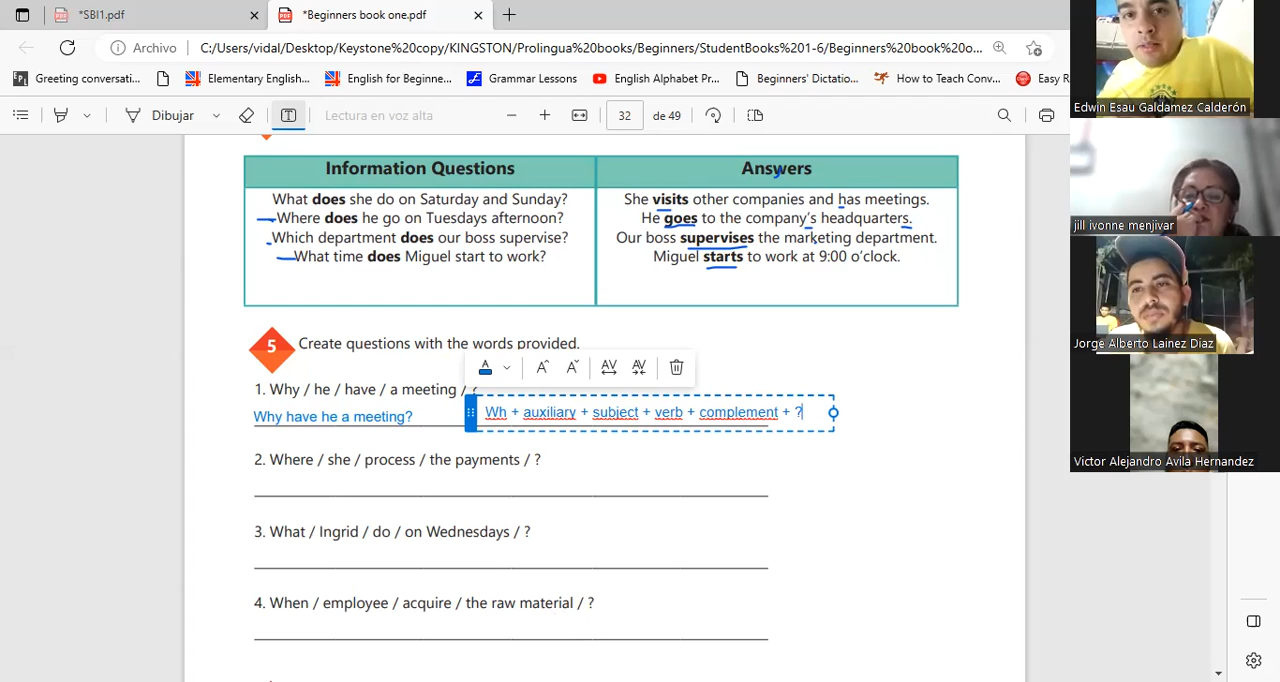 *SBI1.pdf
*Beginners book one.pdf
Archivo
C:/Users/vidal/Desktop/Keystone%20copy/KINGSTON/Prolingua%20books/Beginners/StudentBooks%201-6/Beginners%20book%20o...
Greeting conversati...
Elementary English...
English for Beginne...
Grammar Lessons
English Alphabet Pr...
Beginners' Dictatio...
How to Teach Conv...
Easy R
Dibujar
Lectura en voz alta
32
de 49
Information Questions
Answers
What does she do on Saturday and Sunday?
She visits other companies and has meetings.
Where does he go on Tuesdays afternoon?
He goes to the company's headquarters.
Which department does our boss supervise?
Our boss supervises the marketing department.
What time does Miguel start to work?
Miguel starts to work at 9:00 o'clock.
5
Create questions with the words provided.
1. Why / he / have / a meeting / ?
Why have he a meeting?
Wh + auxiliary + subject + verb + complement + ?
2. Where / she / process / the payments / ?
3. What / Ingrid / do / on Wednesdays / ?
4. When / employee / acquire / the raw material / ?
Edwin Esau Galdamez Calderón
jill ivonne menjivar
Jorge Alberto Lainez Diaz
Victor Alejandro Avila Hernandez